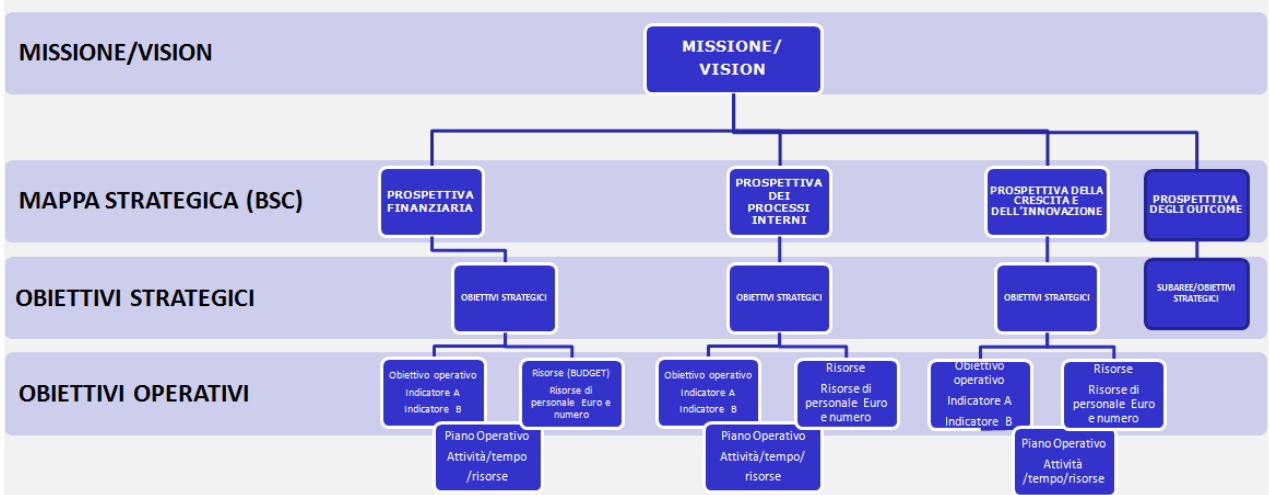 MISSIONE/VISION
MISSIONE/
VISION
MAPPA STRATEGICA (BSC)
PROSPETTIVA
FINANZIARIA
PROSPETTIVA
DEI
PROCESSI
INTERNI
PROSPETTIVA DELLA
CRESCITA E
DELL'INNOVAZIONE
PROSPETTTIVA
DEGLI OUTCOME
OBIETTIVI STRATEGICI
OBIETTIVI STRATEGICI
OBIETTIVI STRATEGICI
OBIETTIVI STRATEGICI
SUBAREE/OBIETTIVI
STRATEGICI
OBIETTIVI OPERATIVI
Obiettivo operativo
Indicatore A
Indicatore B
Risorse (BUDGET)
Risorse di
personale Euro e
numero
Piano Operativo
Attività/tempo
/risorse
Obiettivo operativo
Indicatore A
Indicatore B
Risorse
Risorse di
personale Euro
e numero
Piano Operativo
Attività/tempo/
risorse
Obiettivo
operativo
Indicatore A
Indicatore B
Risorse
Risorse di
personale Euro
e numero
Piano Operativo
Attività
/tempo/risorse